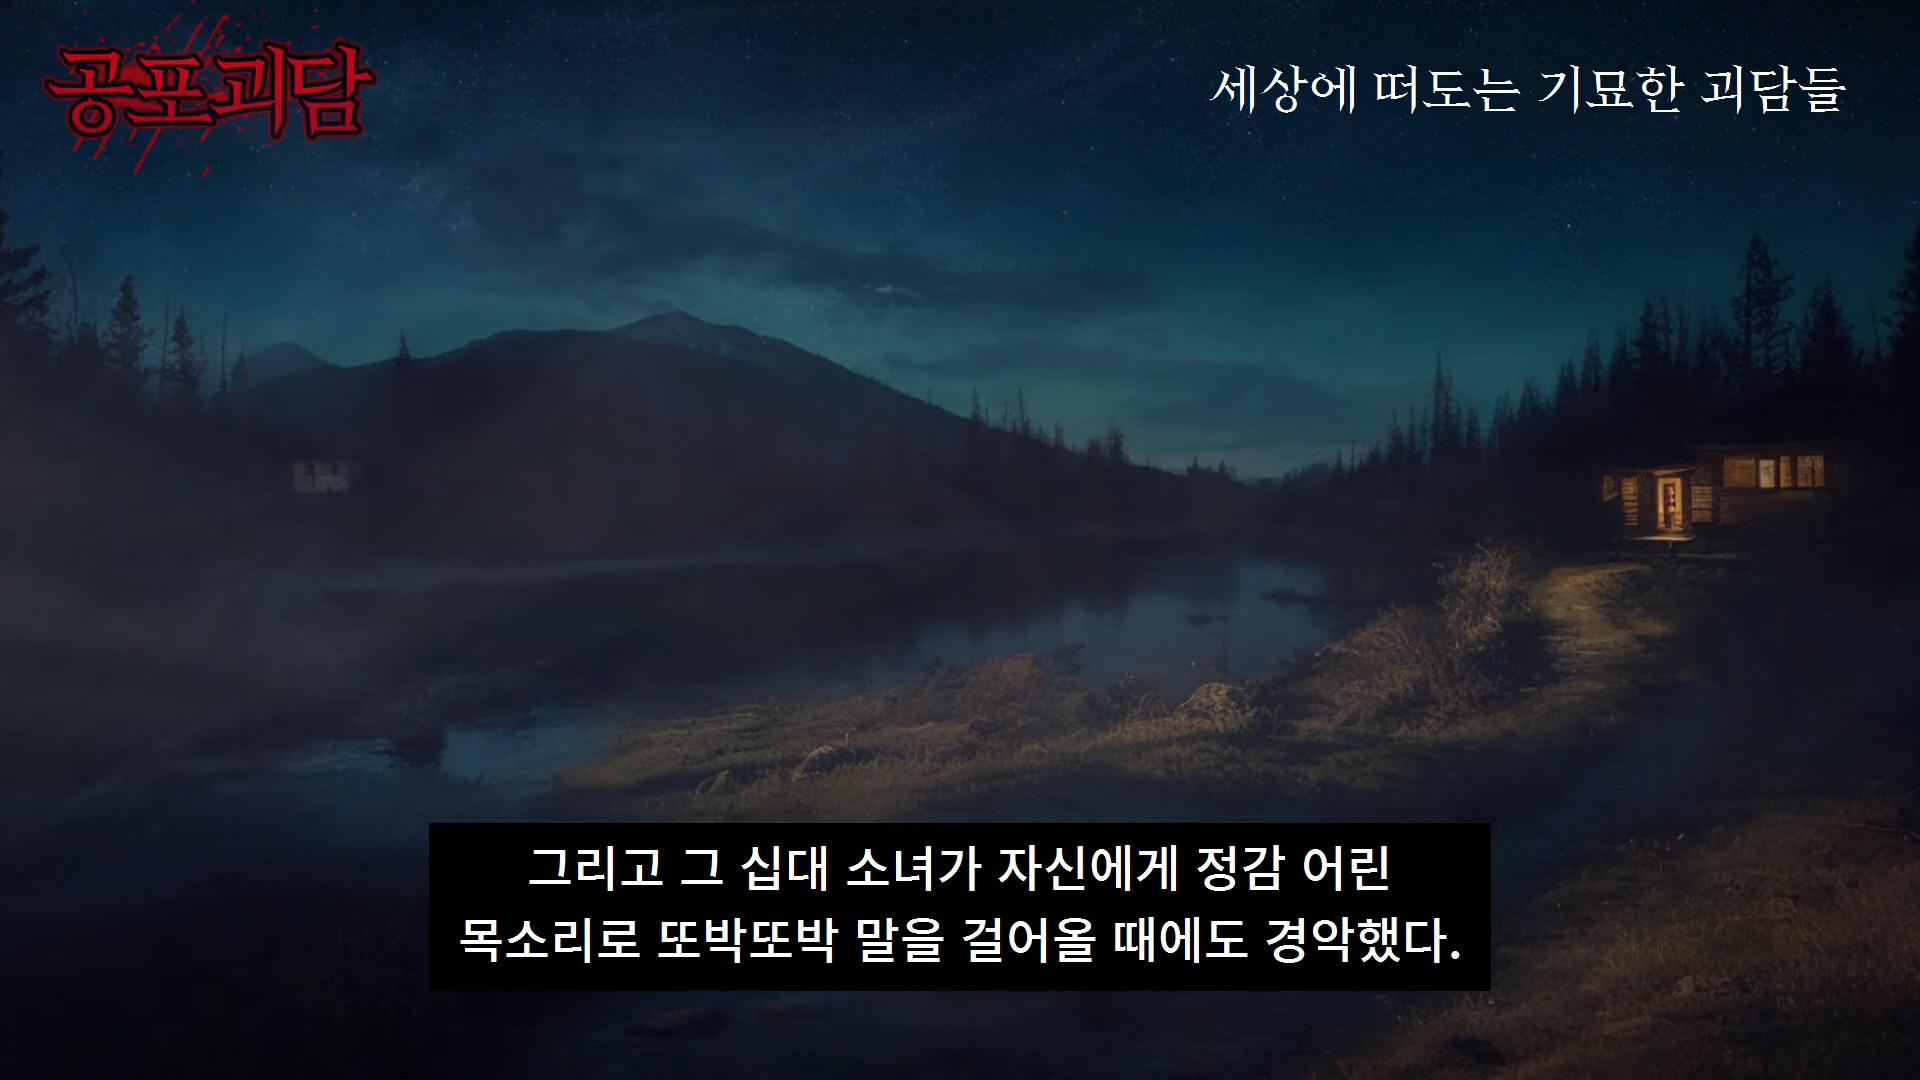 공포괴담
세상에 떠도는 기묘한 괴담들
그리고 그 십대 소녀가 자신에게 정감 어린
목소리로 또박또박 말을 걸어올 때에도 경악했다.